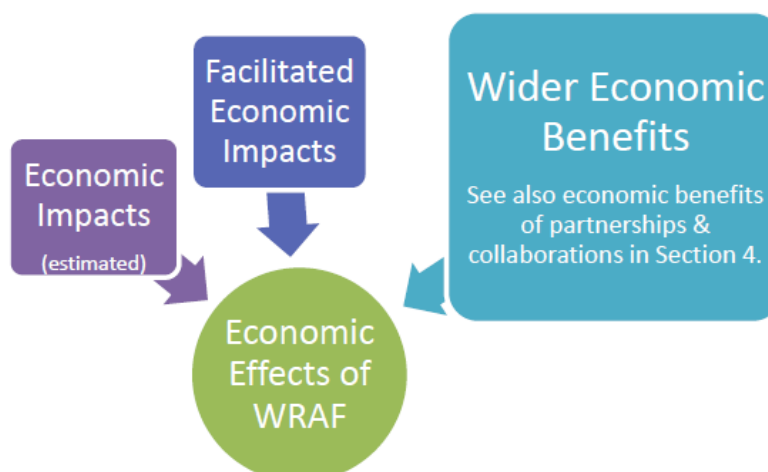 Economic
Impacts
(estimated)
Facilitated
Economic
Impacts
Wider Economic
Benefits
See also economic benefits
of partnerships &
collaborations in Section 4.
Economic
Effects of
WRAF